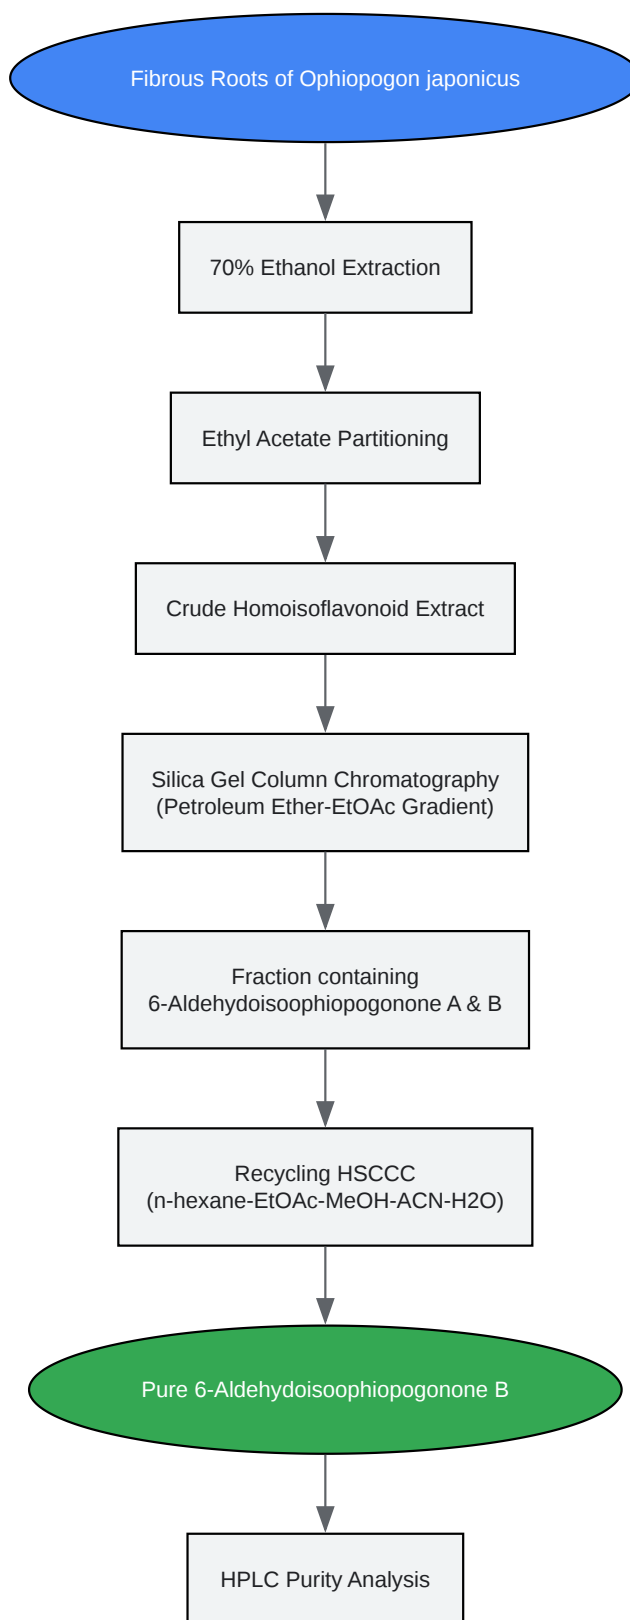 Fibrous Roots of Ophiopogon japonicus
70% Ethanol Extraction
Ethyl Acetate Partitioning
Crude Homoisoflavonoid Extract
Silica Gel Column Chromatography
(Petroleum Ether-EtOAc Gradient)
Fraction containing
6-Aldehydoisoophiopogonone A & B
Recycling HSCCC
(n-hexane-EtOAc-MeOH-ACN-H2O)
Pure 6-Aldehydoisoophiopogonone B
HPLC Purity Analysis